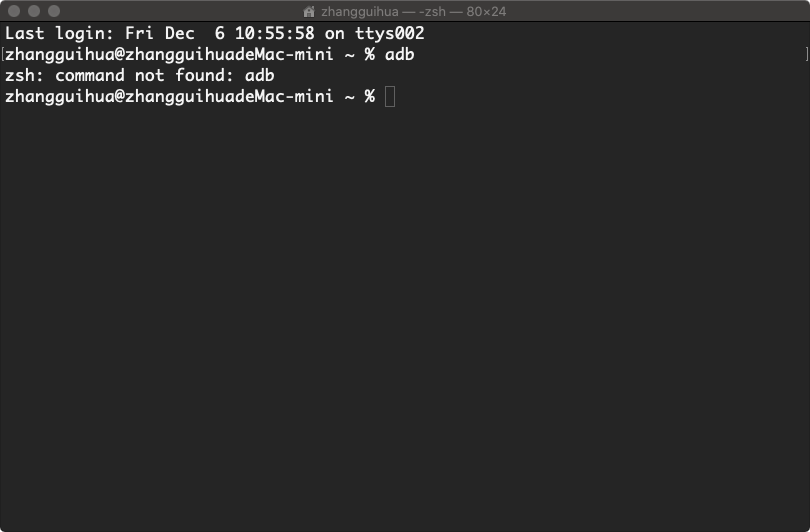 zhangguihua — -zsh — 80×24
Last login: Fri Dec  6 10:55:58 on ttys002
[zhangguihua@zhangguihuadeMac-mini ~ % adb ]
zsh: command not found: adb
zhangguihua@zhangguihuadeMac-mini ~ %